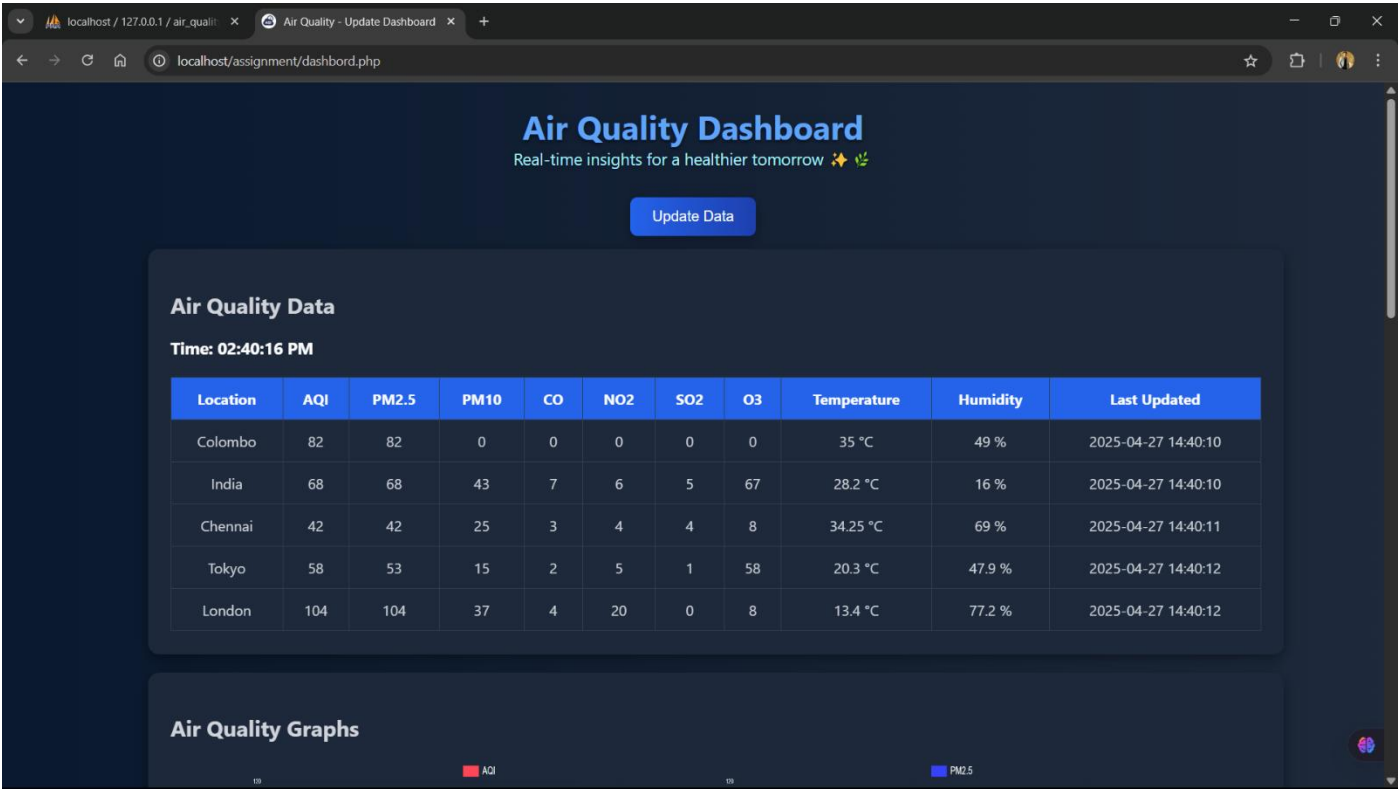 localhost / 127.0.0.1 / air_qualit
Air Quality - Update Dashboard
localhost/assignment/dashbord.php
Air Quality Dashboard
Real-time insights for a healthier tomorrow ✨ 🌿
Update Data
Air Quality Data
Time: 02:40:16 PM
Location AQI PM2.5 PM10 CO NO2 SO2 O3 Temperature Humidity Last Updated
Colombo 82 82 0 0 0 0 0 35 °C 49 % 2025-04-27 14:40:10
India 68 68 43 7 6 5 67 28.2 °C 16 % 2025-04-27 14:40:10
Chennai 42 42 25 3 4 4 8 34.25 °C 69 % 2025-04-27 14:40:11
Tokyo 58 53 15 2 5 1 58 20.3 °C 47.9 % 2025-04-27 14:40:12
London 104 104 37 4 20 0 8 13.4 °C 77.2 % 2025-04-27 14:40:12
Air Quality Graphs
AQI PM2.5
120 120